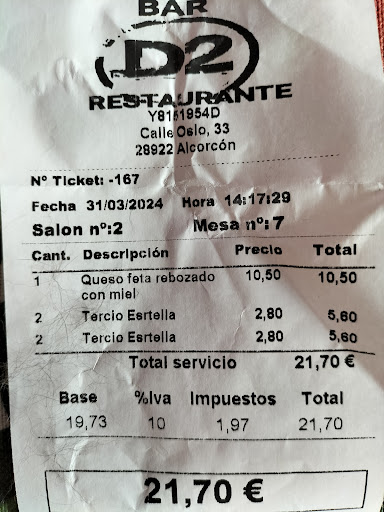 BAR
D2
RESTAURANTE
Y8151954D
Calle Oslo, 33
28922 Alcorcón
Nº Ticket: -167
Fecha 31/03/2024 Hora 14:17:29
Salon nº:2 Mesa nº: 7
Cant. Descripción Precio Total
1 Queso feta rebozado con miel 10,50 10,50
2 Tercio Esrtella 2,80 5,60
2 Tercio Esrtella 2,80 5,60
Total servicio 21,70 €
Base %Iva Impuestos Total
19,73 10 1,97 21,70
21,70 €